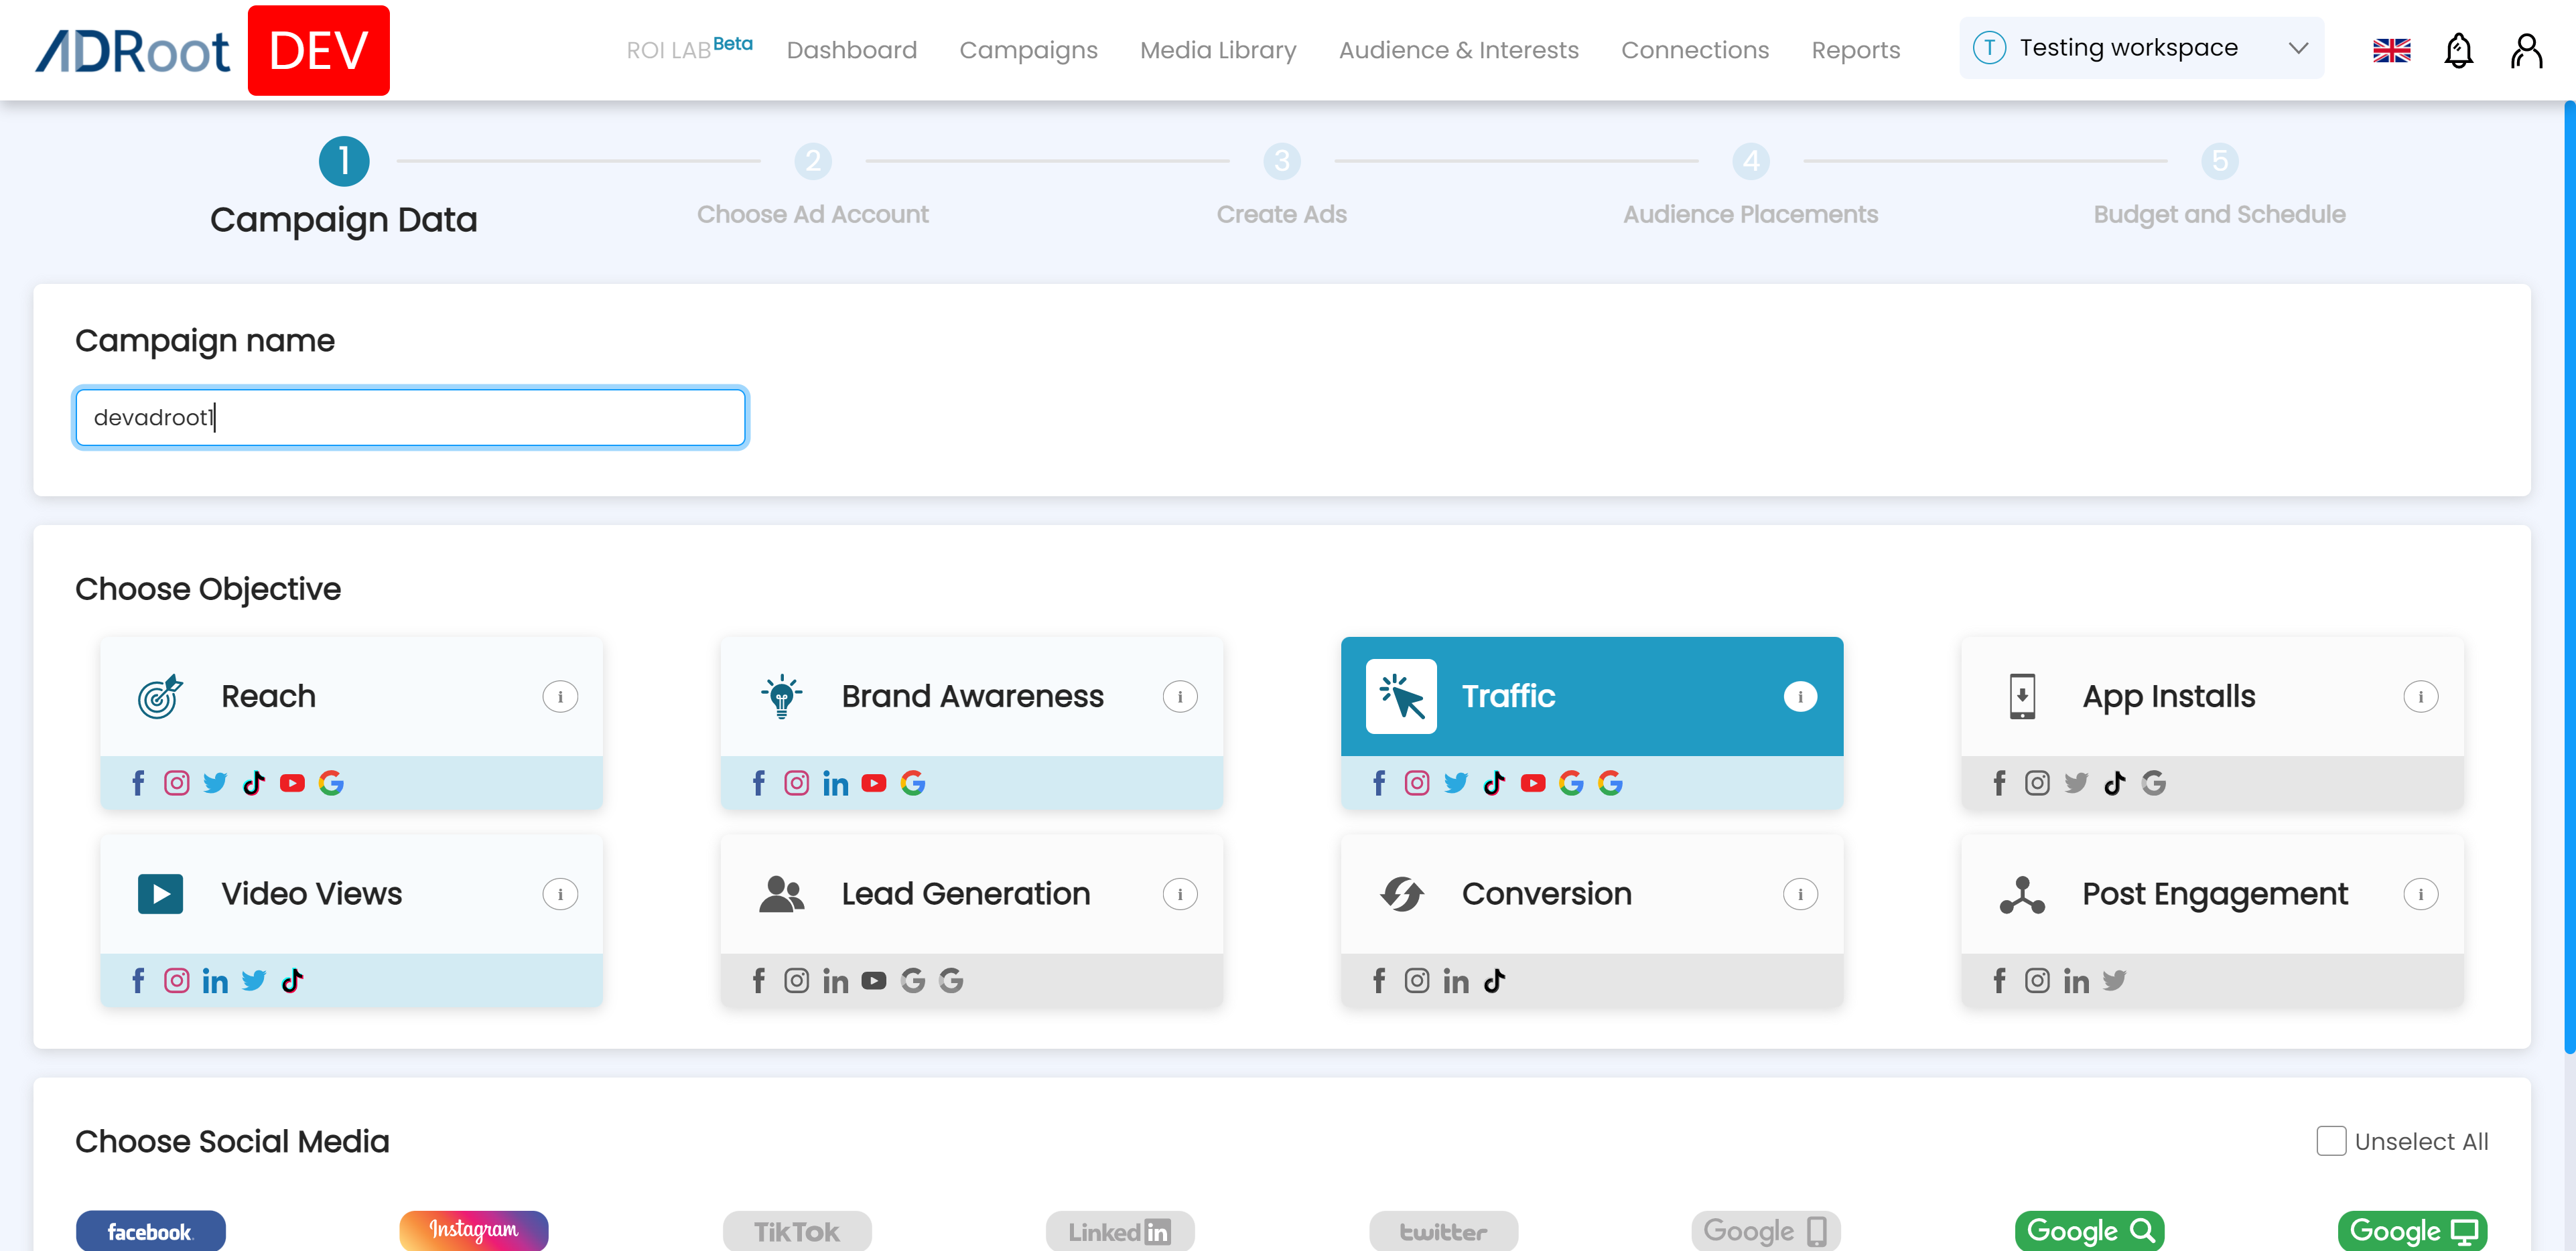 ADRoot DEV ROI LAB Beta Dashboard Campaigns Media Library Audience & Interests Connections Reports T Testing workspace
1 2 3 4 5
Campaign Data Choose Ad Account Create Ads Audience Placements Budget and Schedule
Campaign name
devadroot1
Choose Objective
Reach i Brand Awareness i Traffic i App Installs i
Video Views i Lead Generation i Conversion i Post Engagement i
Choose Social Media Unselect All
facebook. Instagram TikTok Linkedin twitter Google Google Google